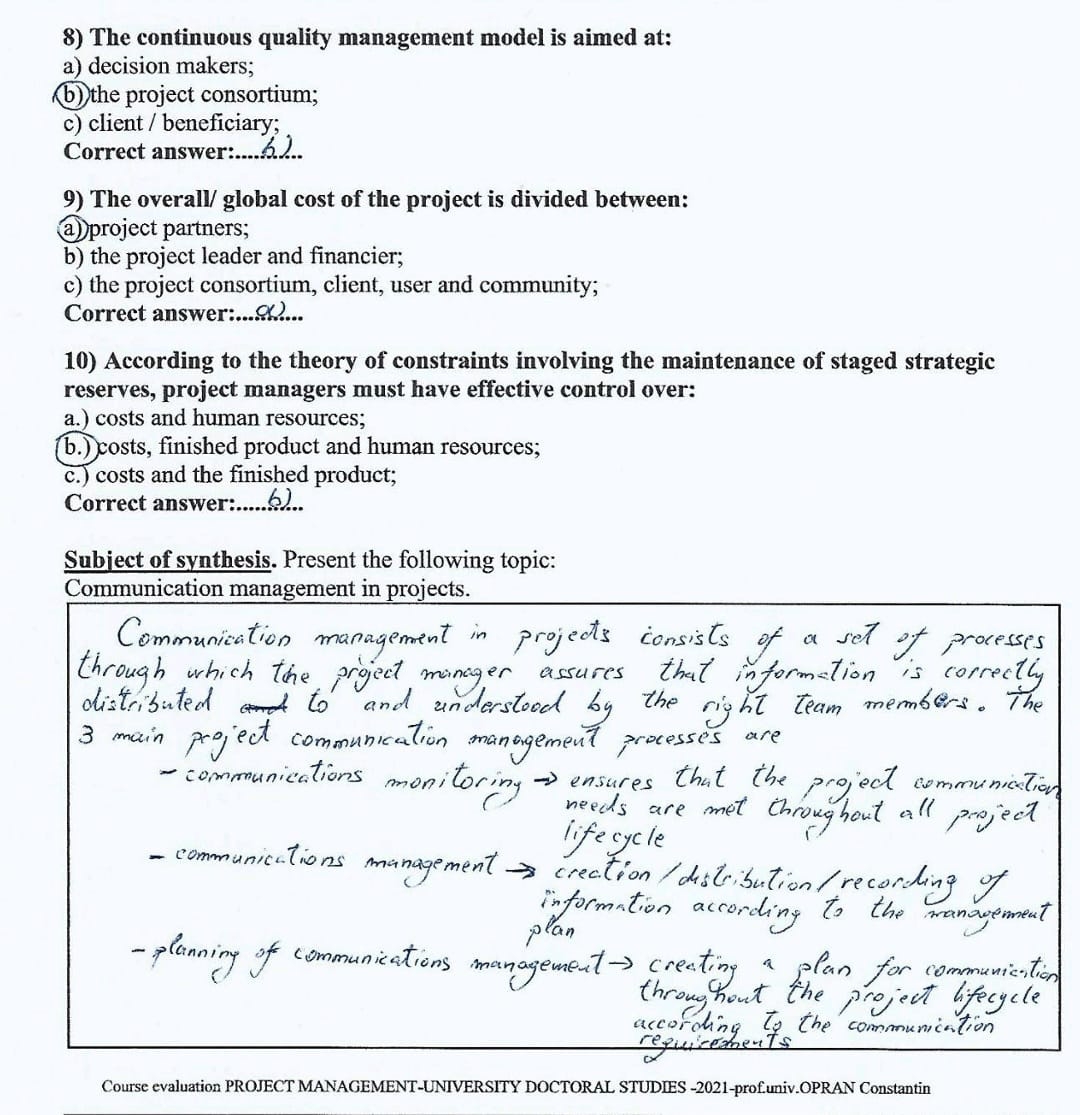 8) The continuous quality management model is aimed at:
a) decision makers;
b) the project consortium;
c) client / beneficiary;
Correct answer:....b)...
9) The overall/ global cost of the project is divided between:
a) project partners;
b) the project leader and financier;
c) the project consortium, client, user and community;
Correct answer:....a)....
10) According to the theory of constraints involving the maintenance of staged strategic
reserves, project managers must have effective control over:
a.) costs and human resources;
b.) costs, finished product and human resources;
c.) costs and the finished product;
Correct answer:.....b)...
Subject of synthesis. Present the following topic:
Communication management in projects.
Communication management in projects consists of a set of processes
through which the project manager assures that information is correctly
distributed and to and understood by the right team members. The
3 main project communication management processes are
- communications monitoring → ensures that the project communication
needs are met throughout all project
lifecycle
- communications management → creation / distribution / recording of
information according to the management
plan
- planning of communications management → creating a plan for communication
throughout the project lifecycle
according to the communication
requirements
Course evaluation PROJECT MANAGEMENT-UNIVERSITY DOCTORAL STUDIES -2021-prof.univ.OPRAN Constantin